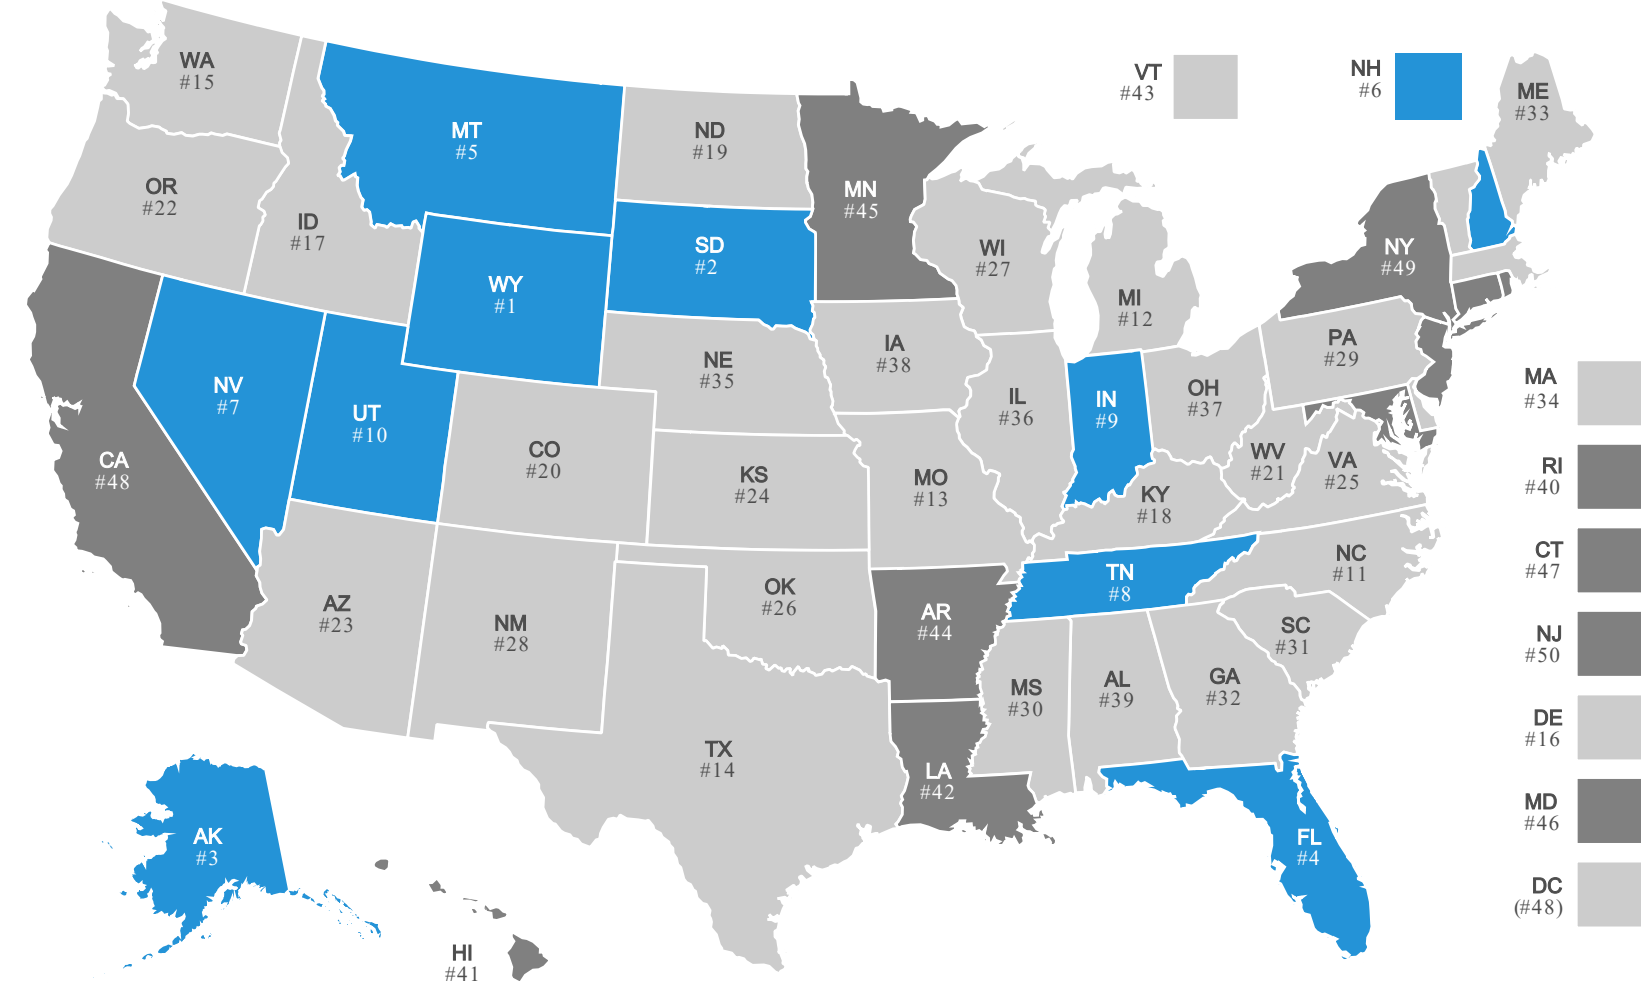 WA
#15
MT
#5
ND
#19
MN
#45
VT
#43
NH
#6
ME
#33
OR
#22
ID
#17
WY
#1
SD
#2
WI
#27
MI
#12
NY
#49
NV
#7
UT
#10
NE
#35
IA
#38
IL
#36
IN
#9
OH
#37
PA
#29
MA
#34
CA
#48
CO
#20
KS
#24
MO
#13
KY
#18
WV
#21
VA
#25
RI
#40
AZ
#23
NM
#28
OK
#26
AR
#44
TN
#8
NC
#11
CT
#47
SC
#31
NJ
#50
TX
#14
LA
#42
MS
#30
AL
#39
GA
#32
DE
#16
AK
#3
HI
#41
FL
#4
MD
#46
DC
(#48)